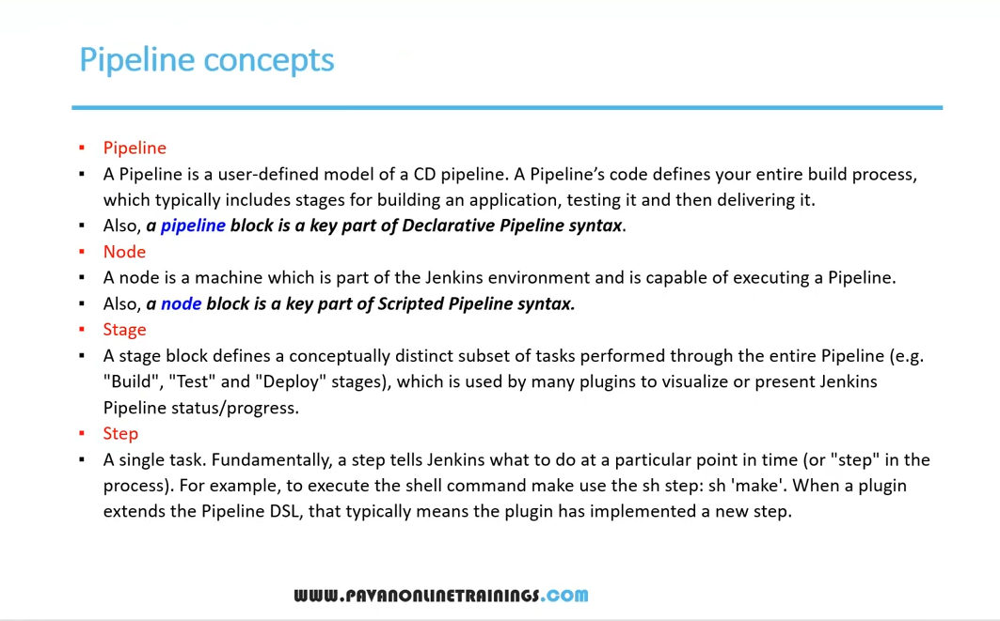 Pipeline concepts
▪ Pipeline
▪ A Pipeline is a user-defined model of a CD pipeline. A Pipeline’s code defines your entire build process,
which typically includes stages for building an application, testing it and then delivering it.
▪ Also, a pipeline block is a key part of Declarative Pipeline syntax.
▪ Node
▪ A node is a machine which is part of the Jenkins environment and is capable of executing a Pipeline.
▪ Also, a node block is a key part of Scripted Pipeline syntax.
▪ Stage
▪ A stage block defines a conceptually distinct subset of tasks performed through the entire Pipeline (e.g.
"Build", "Test" and "Deploy" stages), which is used by many plugins to visualize or present Jenkins
Pipeline status/progress.
▪ Step
▪ A single task. Fundamentally, a step tells Jenkins what to do at a particular point in time (or "step" in the
process). For example, to execute the shell command make use the sh step: sh 'make'. When a plugin
extends the Pipeline DSL, that typically means the plugin has implemented a new step.
WWW.PAVANONLINETRAININGS.COM